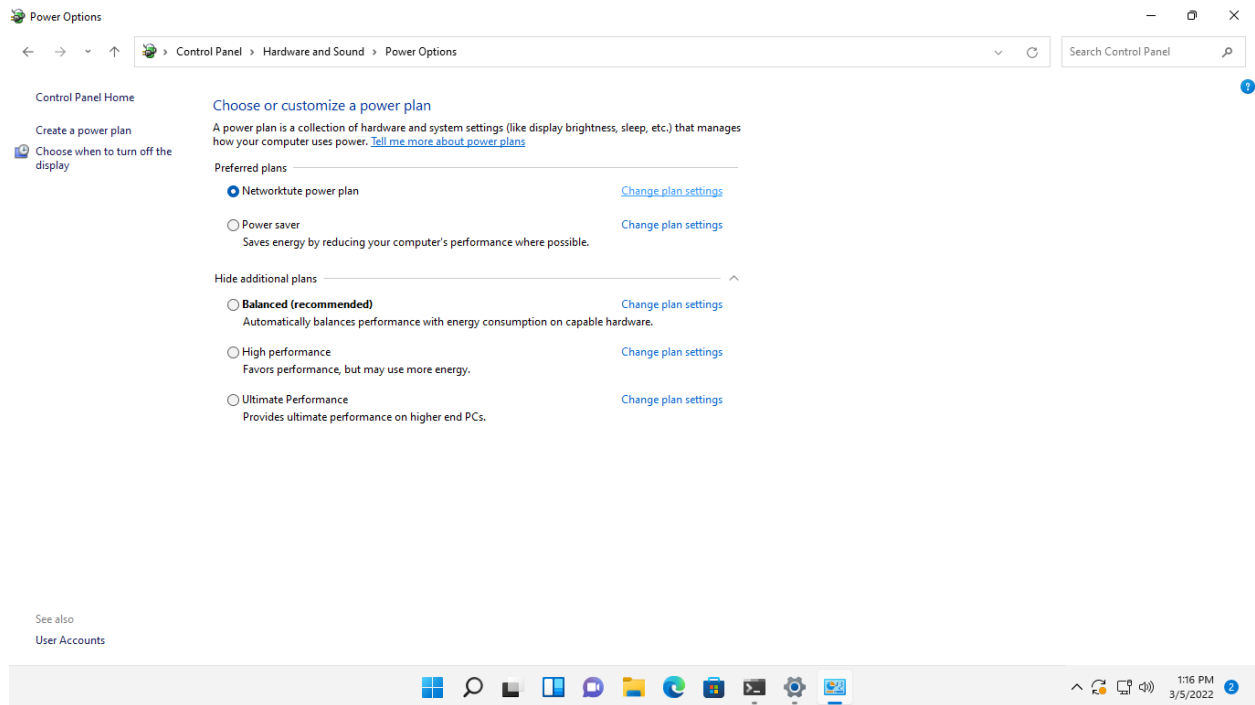 Power Options
Control Panel › Hardware and Sound › Power Options
Search Control Panel
Control Panel Home
Create a power plan
Choose when to turn off the
display
Choose or customize a power plan
A power plan is a collection of hardware and system settings (like display brightness, sleep, etc.) that manages
how your computer uses power. Tell me more about power plans
Preferred plans
Networktute power plan Change plan settings
Power saver Change plan settings
Saves energy by reducing your computer's performance where possible.
Hide additional plans
Balanced (recommended) Change plan settings
Automatically balances performance with energy consumption on capable hardware.
High performance Change plan settings
Favors performance, but may use more energy.
Ultimate Performance Change plan settings
Provides ultimate performance on higher end PCs.
See also
User Accounts
1:16 PM
3/5/2022
2